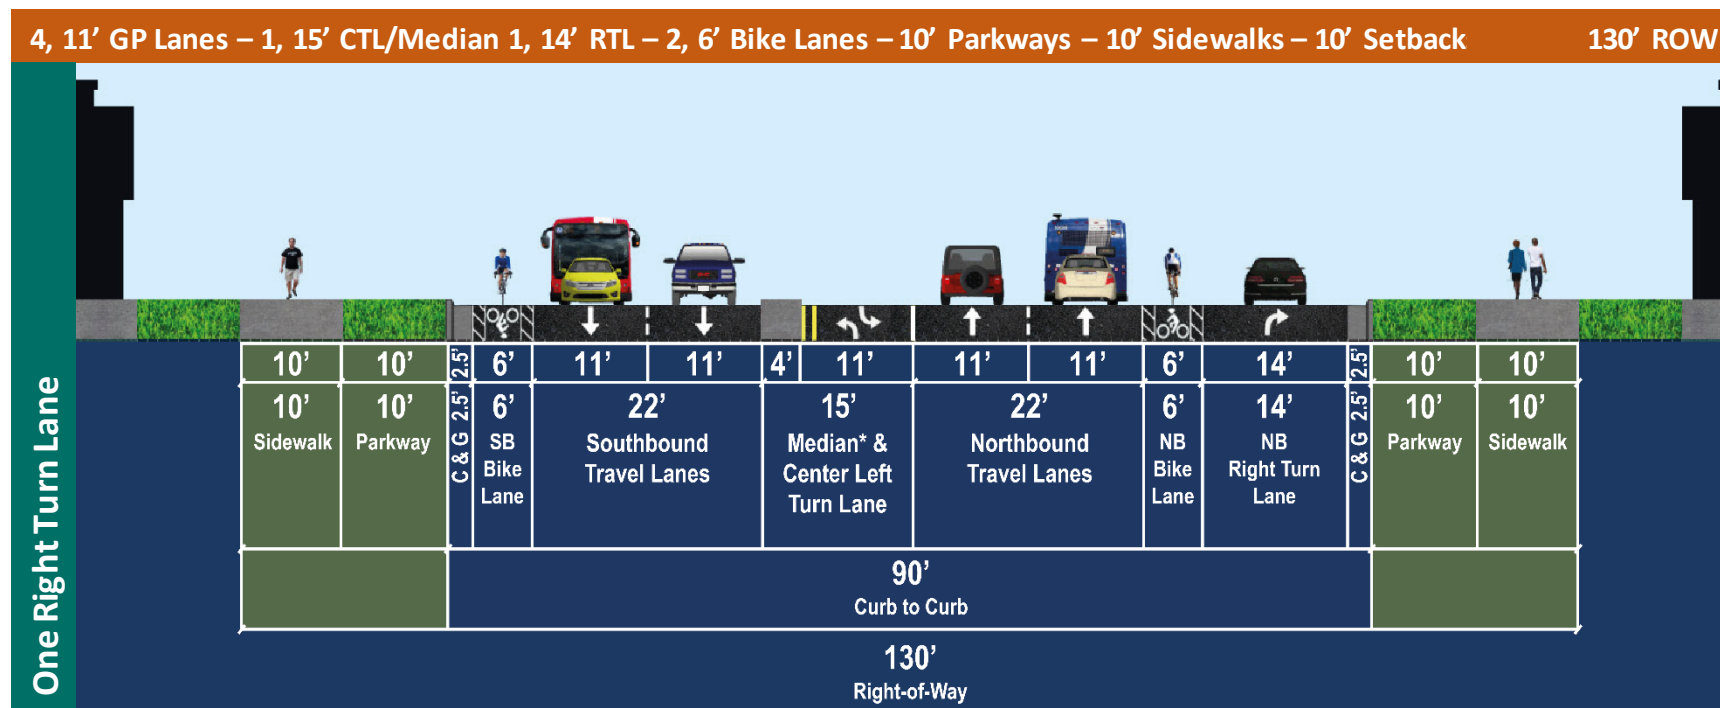 4, 11’ GP Lanes – 1, 15’ CTL/Median 1, 14’ RTL – 2, 6’ Bike Lanes – 10’ Parkways – 10’ Sidewalks – 10’ Setback 130’ ROW
One Right Turn Lane
10’ 10’ 2.5’ 6’ 11’ 11’ 4’ 11’ 11’ 11’ 6’ 14’ 2.5’ 10’ 10’
10’
Sidewalk
10’
Parkway
C & G 2.5’
6’
SB
Bike
Lane
22’
Southbound
Travel Lanes
15’
Median* &
Center Left
Turn Lane
22’
Northbound
Travel Lanes
6’
NB
Bike
Lane
14’
NB
Right Turn
Lane
C & G 2.5’
10’
Parkway
10’
Sidewalk
90’
Curb to Curb
130’
Right-of-Way